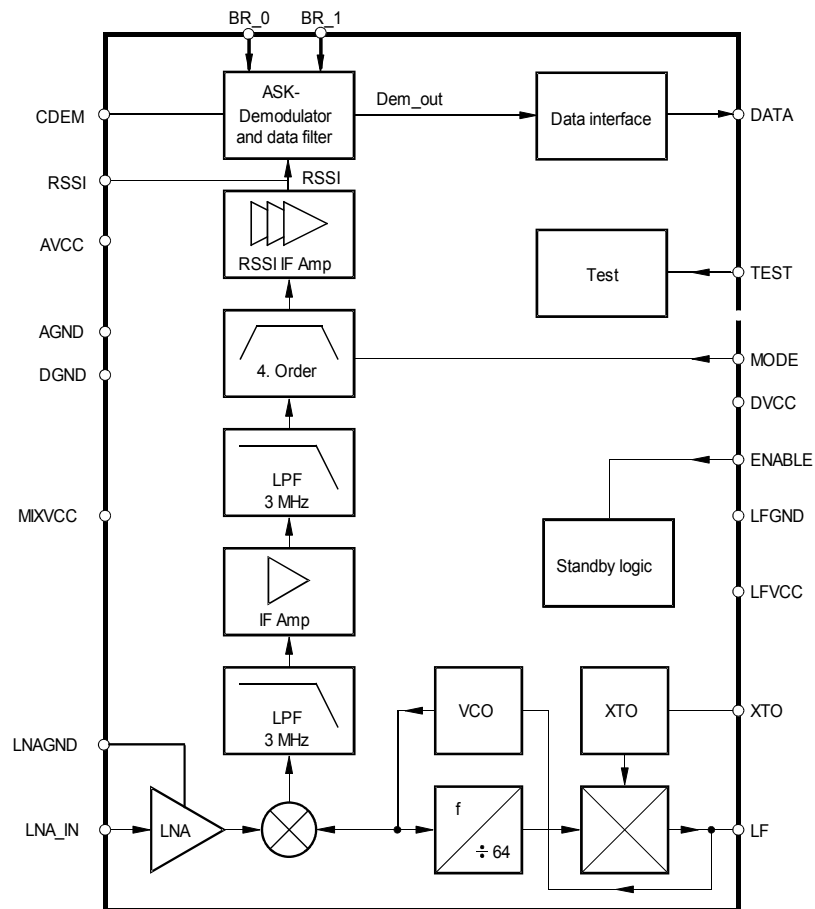 BR_0
BR_1
CDEM
ASK-
Demodulator
and data filter
Dem_out
Data interface
DATA
RSSI
RSSI
AVCC
RSSI IF Amp
Test
TEST
AGND
4. Order
MODE
DGND
DVCC
ENABLE
LPF
3 MHz
MIXVCC
LFGND
Standby logic
IF Amp
LFVCC
LPF
3 MHz
VCO
XTO
XTO
LNAGND
LNA_IN
LNA
f
÷ 64
LF